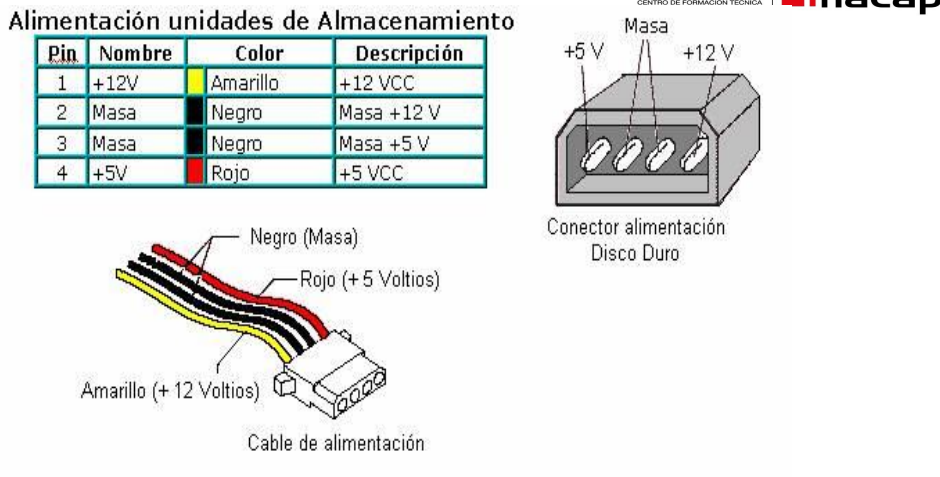 CENTRO DE FORMACIÓN TÉCNICA
Alimentación unidades de Almacenamiento
Pin Nombre Color Descripción
1 +12V Amarillo +12 VCC
2 Masa Negro Masa +12 V
3 Masa Negro Masa +5 V
4 +5V Rojo +5 VCC
Masa
+5 V +12 V
Conector alimentación
Disco Duro
Negro (Masa)
Rojo (+ 5 Voltios)
Amarillo (+ 12 Voltios)
Cable de alimentación